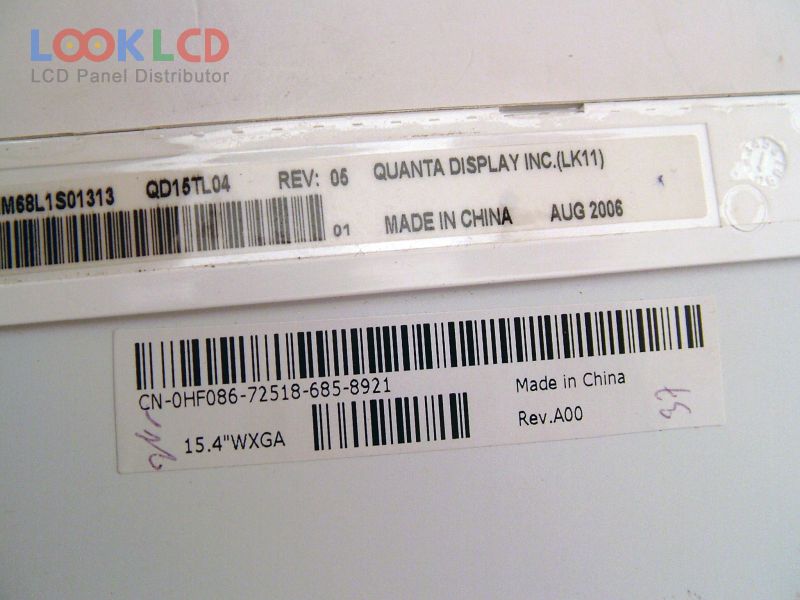 LOOK LCD
LCD Panel Distributor
M68L1S01313 QD15TL04 REV: 05 QUANTA DISPLAY INC.(LK11)
01 MADE IN CHINA AUG 2006
CN-0HF086-72518-685-8921 Made in China
15.4"WXGA Rev.A00
37